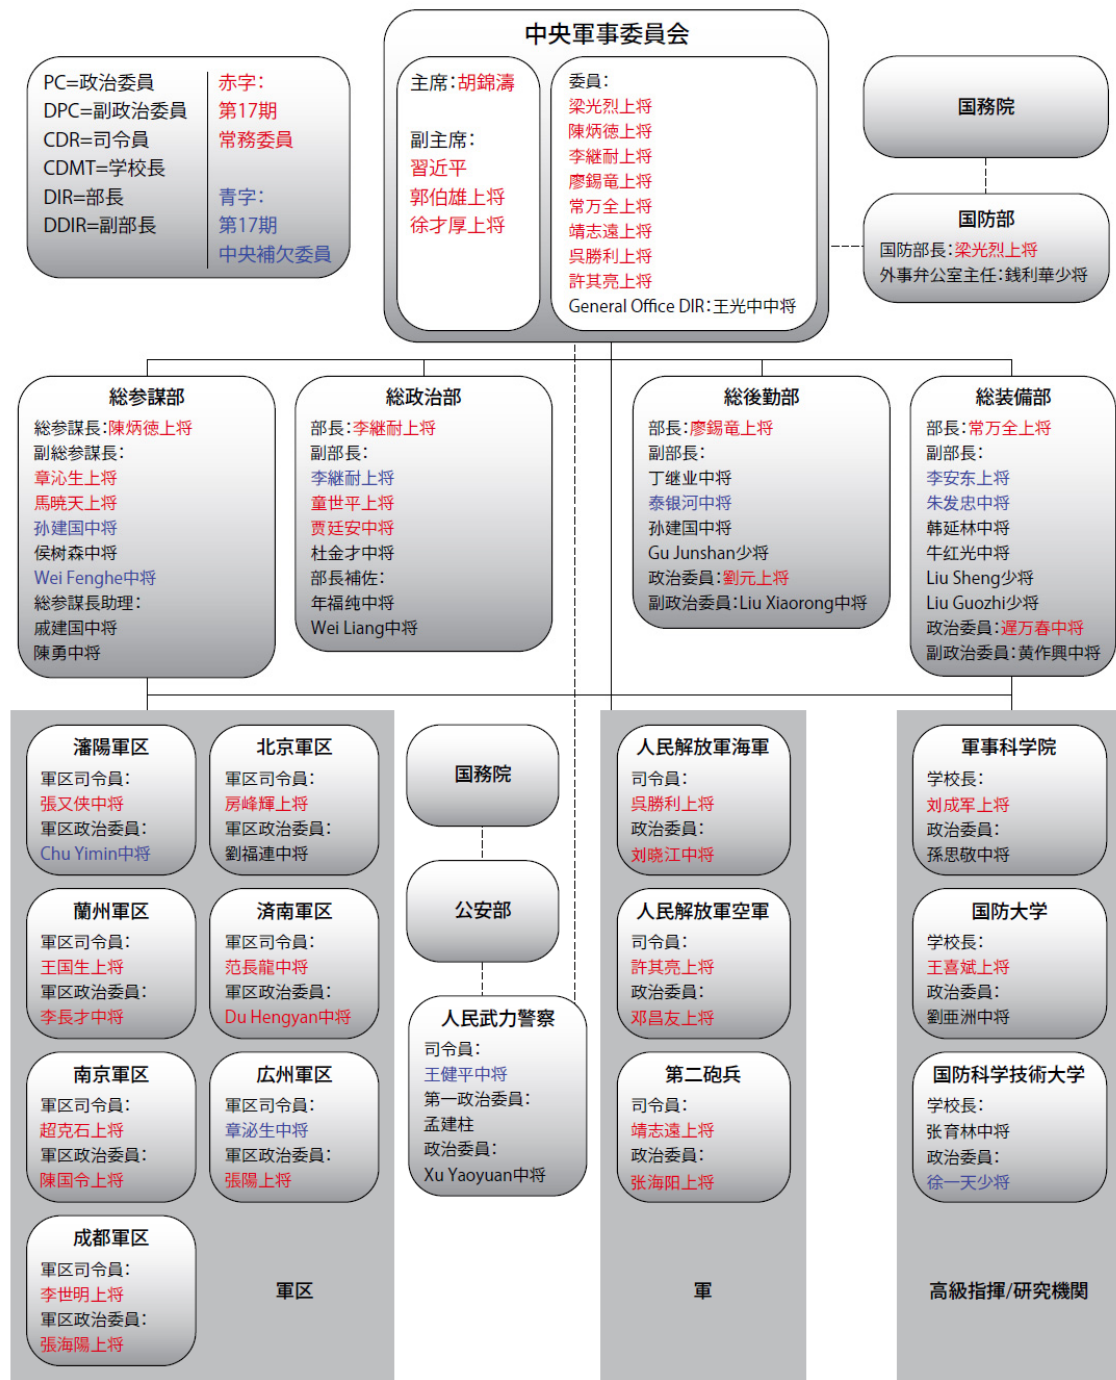 中央軍事委員会
PC=政治委員
DPC=副政治委員
CDR=司令員
CDMT=学校長
DIR=部長
DDIR=副部長
赤字:
第17期
常務委員
青字:
第17期
中央補欠委員
主席:胡錦濤
副主席:
習近平
郭伯雄上将
徐才厚上将
委員:
梁光烈上将
陳炳徳上将
李継耐上将
廖錫竜上将
常万全上将
靖志遠上将
呉勝利上将
許其亮上将
General Office DIR:王光中中将
国務院
国防部
国防部長:梁光烈上将
外事弁公室主任:銭利華少将
総参謀部
総参謀長:陳炳徳上将
副総参謀長:
章沁生上将
馬暁天上将
孙建国中将
侯树森中将
Wei Fenghe中将
総参謀長助理:
戚建国中将
陳勇中将
総政治部
部長:李継耐上将
副部長:
李継耐上将
童世平上将
贾廷安中将
杜金才中将
部長補佐:
年福纯中将
Wei Liang中将
総後勤部
部長:廖錫竜上将
副部長:
丁继业中将
泰银河中将
孙建国中将
Gu Junshan少将
政治委員:劉元上将
副政治委員:Liu Xiaorong中将
総装備部
部長:常万全上将
副部長:
李安东上将
朱发忠中将
韩延林中将
牛红光中将
Liu Sheng少将
Liu Guozhi少将
政治委員:遅万春中将
副政治委員:黄作興中将
瀋陽軍区
軍区司令員:
張又侠中将
軍区政治委員:
Chu Yimin中将
北京軍区
軍区司令員:
房峰輝上将
軍区政治委員:
劉福連中将
蘭州軍区
軍区司令員:
王国生上将
軍区政治委員:
李長才中将
済南軍区
軍区司令員:
范長龍中将
軍区政治委員:
Du Hengyan中将
南京軍区
軍区司令員:
超克石上将
軍区政治委員:
陳国令上将
広州軍区
軍区司令員:
章泌生中将
軍区政治委員:
張陽上将
成都軍区
軍区司令員:
李世明上将
軍区政治委員:
張海陽上将
軍区
国務院
公安部
人民武力警察
司令員:
王健平中将
第一政治委員:
孟建柱
政治委員:
Xu Yaoyuan中将
人民解放軍海軍
司令員:
呉勝利上将
政治委員:
刘晓江中将
人民解放軍空軍
司令員:
許其亮上将
政治委員:
邓昌友上将
第二砲兵
司令員:
靖志遠上将
政治委員:
张海阳上将
軍
軍事科学院
学校長:
刘成军上将
政治委員:
孫思敬中将
国防大学
学校長:
王喜斌上将
政治委員:
劉亜洲中将
国防科学技術大学
学校長:
张育林中将
政治委員:
徐一天少将
高級指揮/研究機関